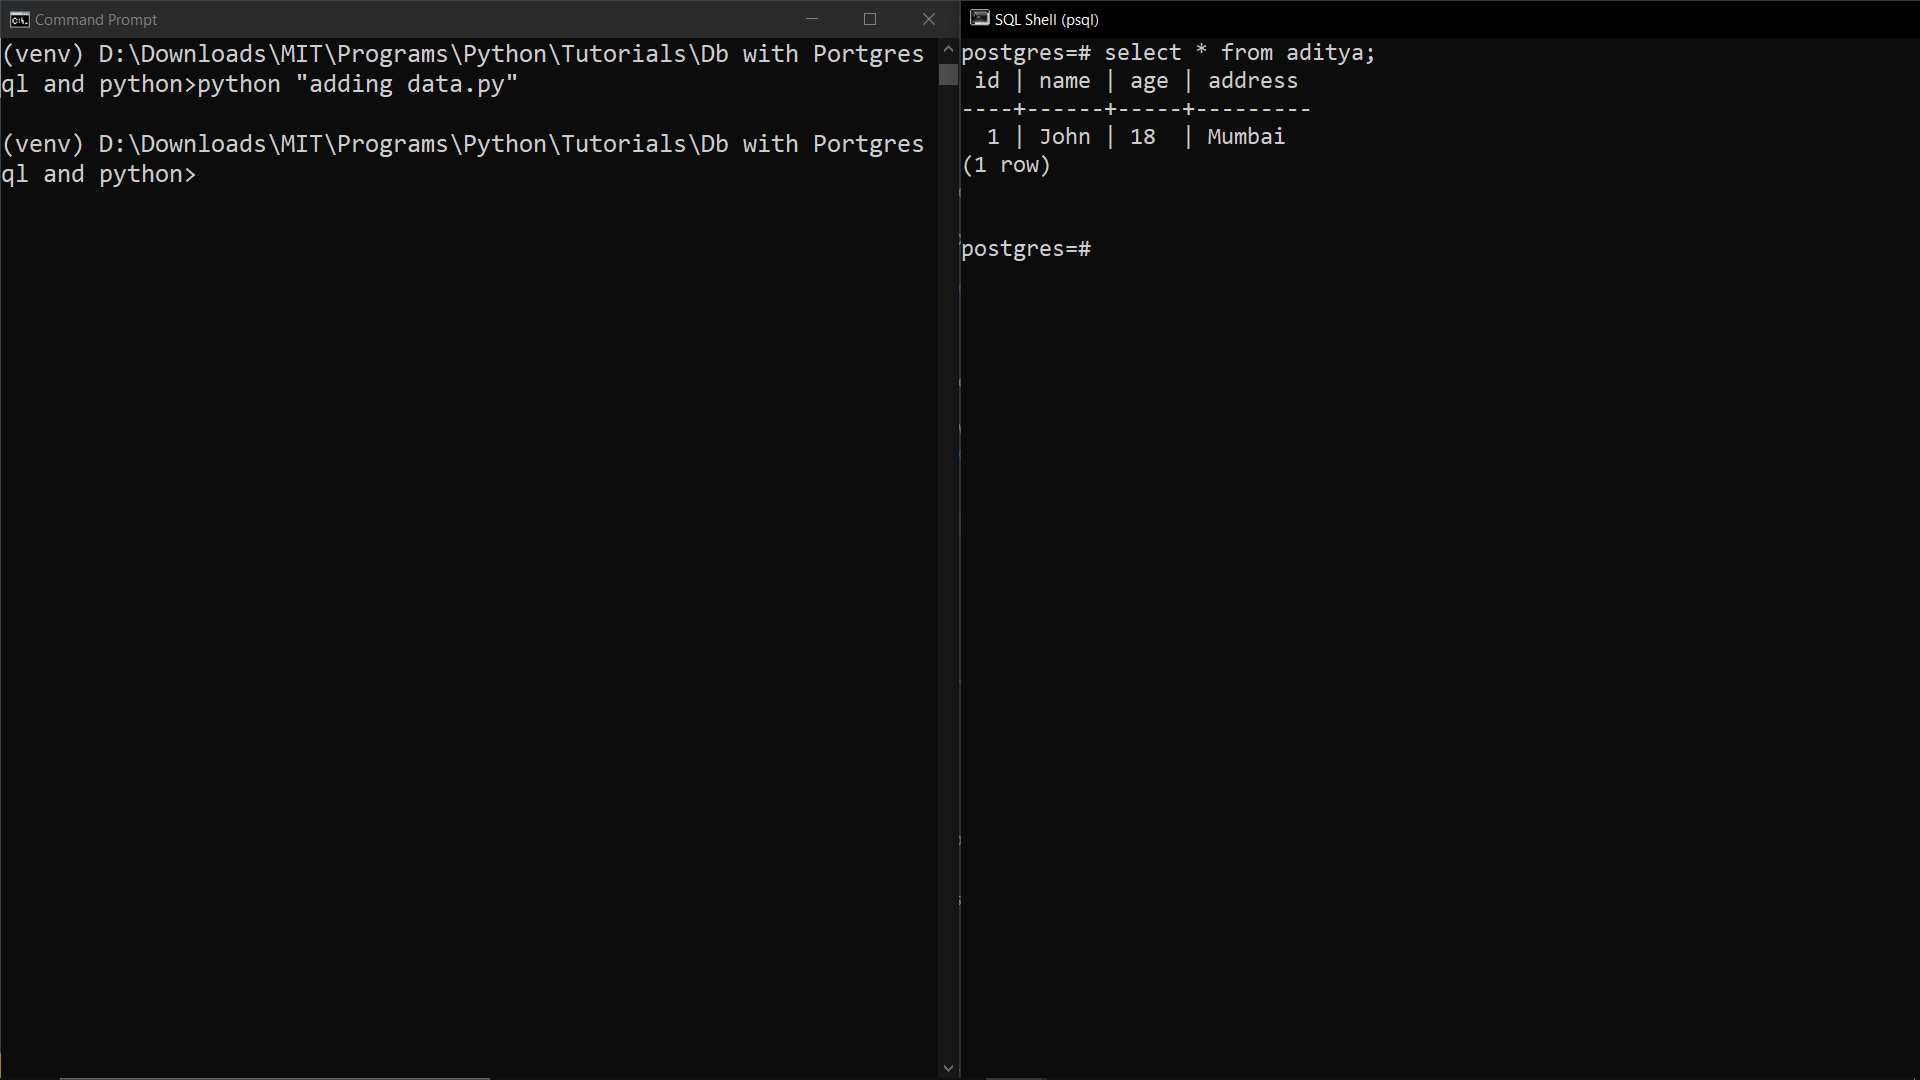 Command Prompt
(venv) D:\Downloads\MIT\Programs\Python\Tutorials\Db with Portgres
ql and python>python "adding data.py"
(venv) D:\Downloads\MIT\Programs\Python\Tutorials\Db with Portgres
ql and python>
SQL Shell (psql)
postgres=# select * from aditya;
 id | name | age | address
----+------+-----+---------
  1 | John | 18  | Mumbai
(1 row)
postgres=#